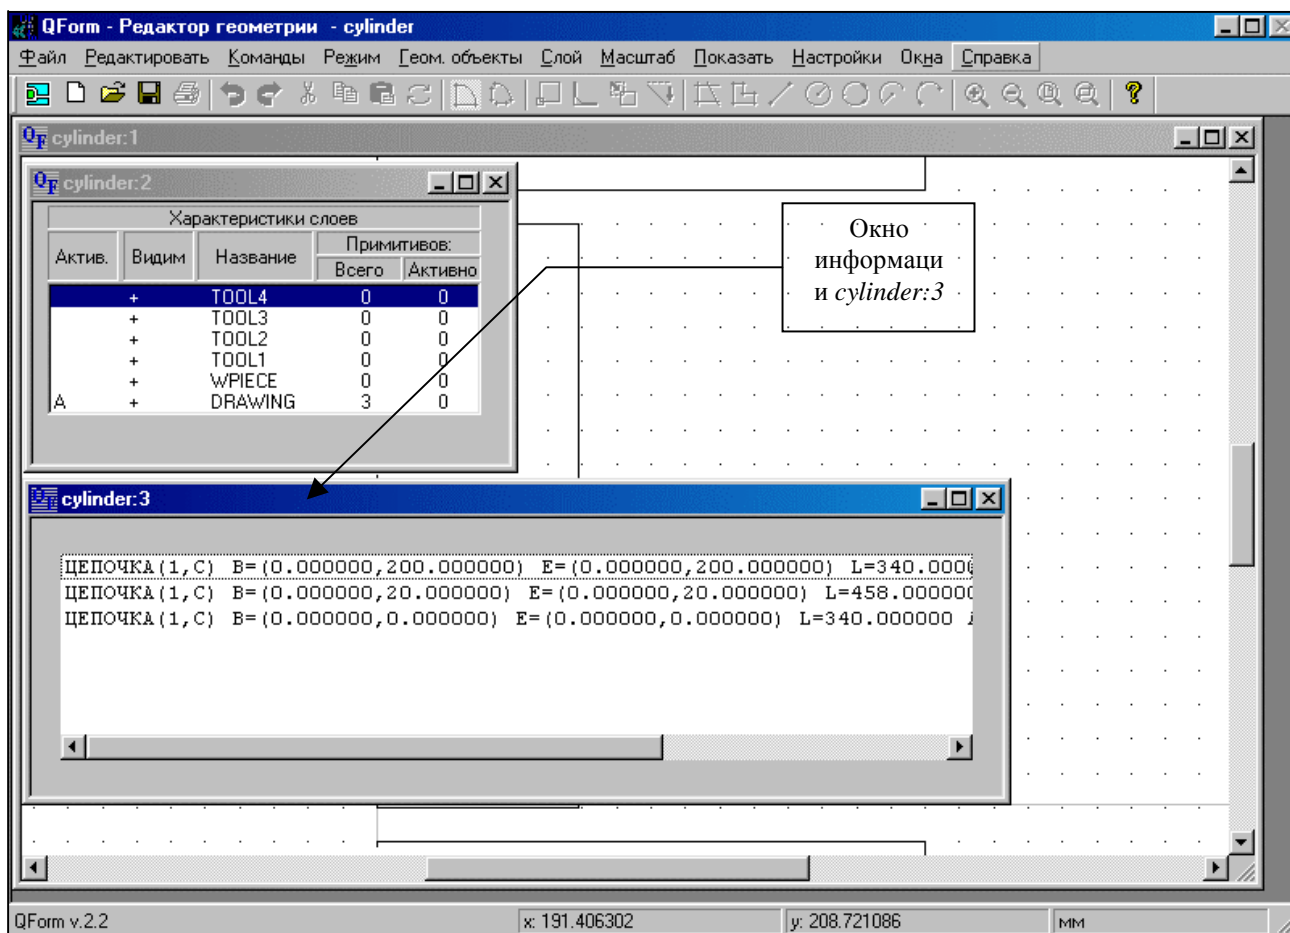 QForm - Редактор геометрии - cylinder
Файл Редактировать Команды Режим Геом. объекты Слой Масштаб Показать Настройки Окна Справка
cylinder:1
cylinder:2
Характеристики слоев
Актив. Видим Название Примитивов:
Всего Активно
+ TOOL4 0 0
+ TOOL3 0 0
+ TOOL2 0 0
+ TOOL1 0 0
+ WPIECE 0 0
A + DRAWING 3 0
Окно
информаци
и cylinder:3
cylinder:3
ЦЕПОЧКА(1,C) B=(0.000000,200.000000) E=(0.000000,200.000000) L=340.0000
ЦЕПОЧКА(1,C) B=(0.000000,20.000000) E=(0.000000,20.000000) L=458.000000
ЦЕПОЧКА(1,C) B=(0.000000,0.000000) E=(0.000000,0.000000) L=340.000000
QForm v.2.2 x: 191.406302 y: 208.721086 мм